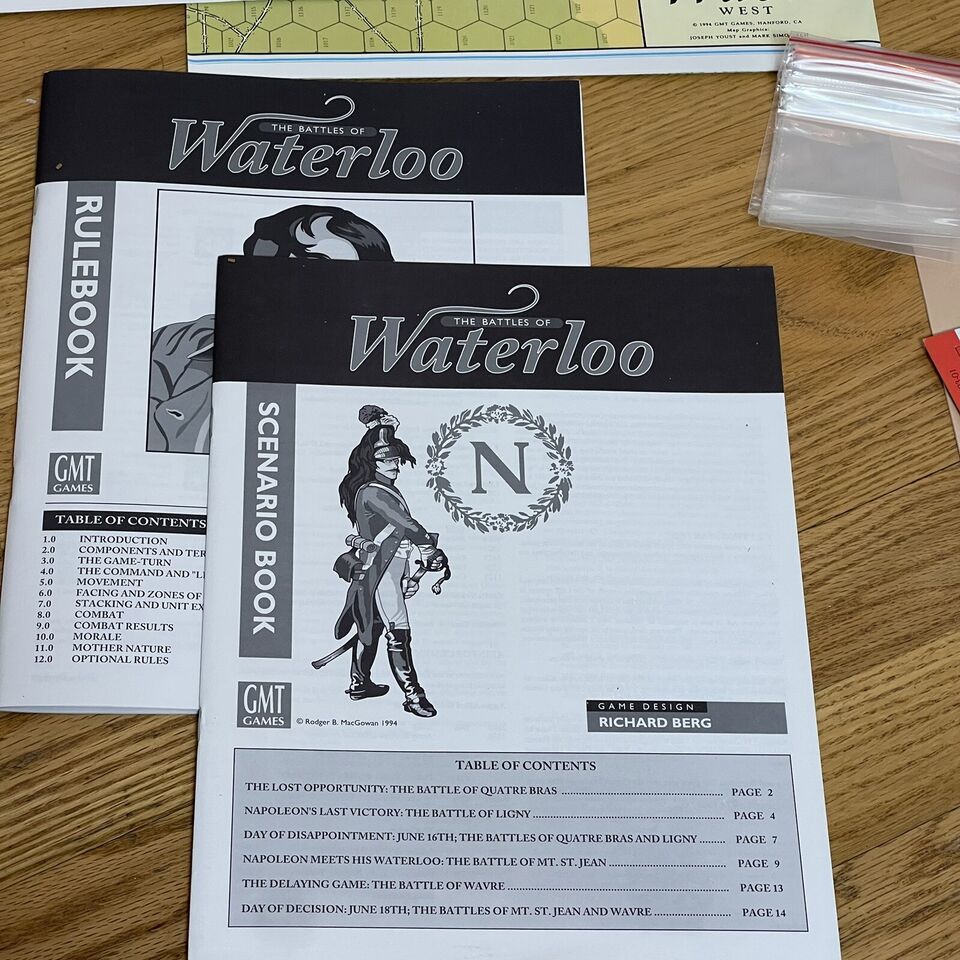 WEST
© 1994 GMT GAMES, HANFORD, CA
Map Graphics:
JOSEPH YOUST and MARK
THE BATTLES OF
Waterloo
RULEBOOK
GMT
GAMES
TABLE OF CONTENTS
1.0 INTRODUCTION
2.0 COMPONENTS AND
3.0 THE GAME-TURN
4.0 THE COMMAND AND
5.0 MOVEMENT
6.0 FACING AND ZONES OF
7.0 STACKING AND UNIT
8.0 COMBAT
9.0 COMBAT RESULTS
10.0 MORALE
11.0 MOTHER NATURE
12.0 OPTIONAL RULES
THE BATTLES OF
Waterloo
SCENARIO BOOK
N
GMT
GAMES
© Rodger B. MacGowan 1994
GAME DESIGN
RICHARD BERG
TABLE OF CONTENTS
THE LOST OPPORTUNITY: THE BATTLE OF QUATRE BRAS ........ PAGE 2
NAPOLEON'S LAST VICTORY: THE BATTLE OF LIGNY ........ PAGE 4
DAY OF DISAPPOINTMENT: JUNE 16TH; THE BATTLES OF QUATRE BRAS AND LIGNY ........ PAGE 7
NAPOLEON MEETS HIS WATERLOO: THE BATTLE OF MT. ST. JEAN ........ PAGE 9
THE DELAYING GAME: THE BATTLE OF WAVRE ........ PAGE 13
DAY OF DECISION: JUNE 18TH; THE BATTLES OF MT. ST. JEAN AND WAVRE ........ PAGE 14